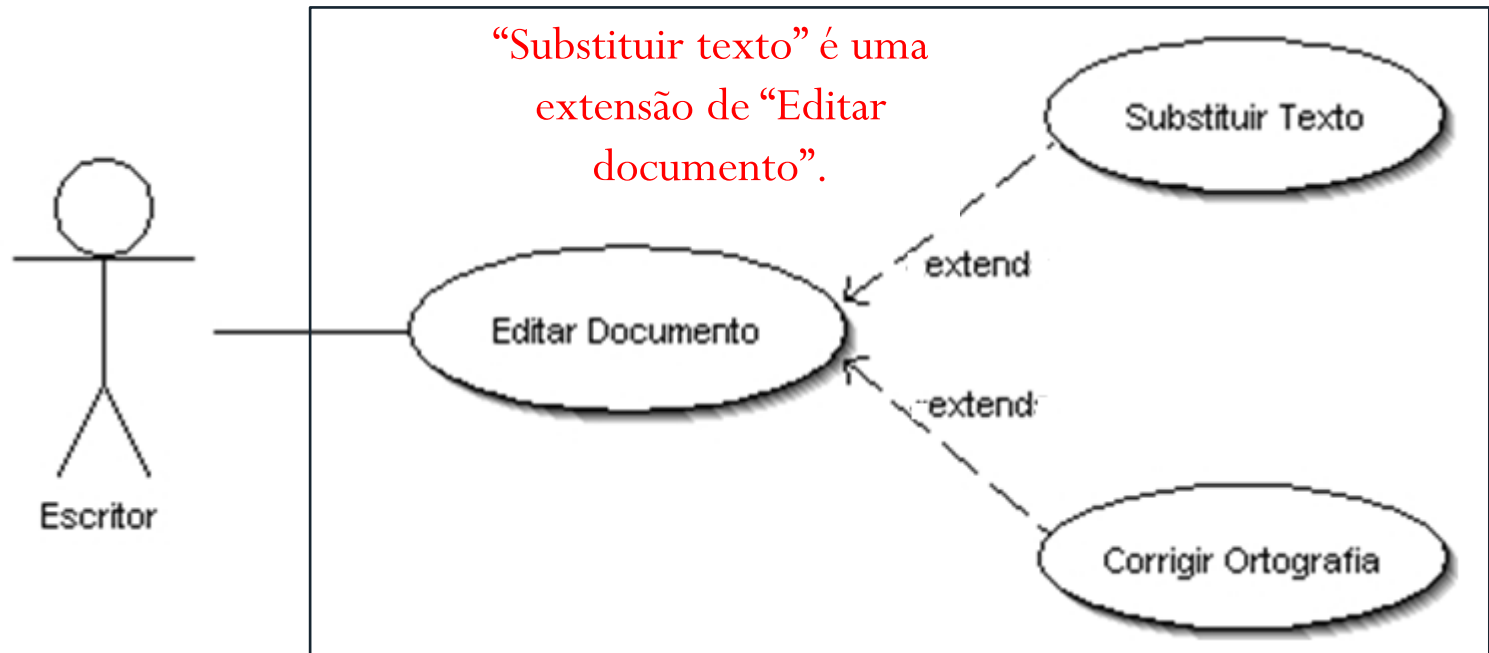 “Substituir texto” é uma
extensão de “Editar
documento”.
Substituir Texto
extend
Editar Documento
extend
Escritor
Corrigir Ortografia